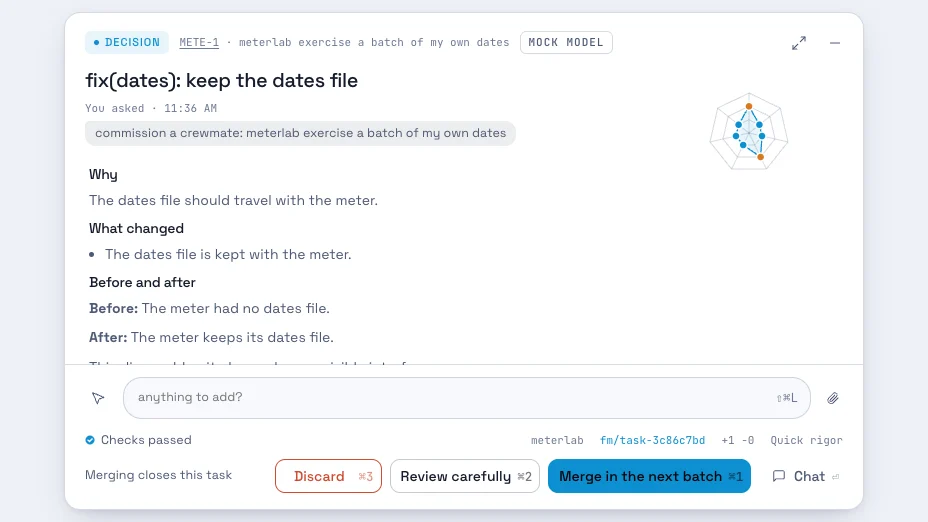 DECISION METE-1 · meterlab exercise a batch of my own dates MOCK MODEL
fix(dates): keep the dates file
You asked · 11:36 AM
commission a crewmate: meterlab exercise a batch of my own dates
Why
The dates file should travel with the meter.
What changed
• The dates file is kept with the meter.
Before and after
Before: The meter had no dates file.
After: The meter keeps its dates file.
anything to add? ⇧⌘L
Checks passed meterlab fm/task-3c86c7bd +1 -0 Quick rigor
Merging closes this task Discard ⌘3 Review carefully ⌘2 Merge in the next batch ⌘1 Chat ⏎